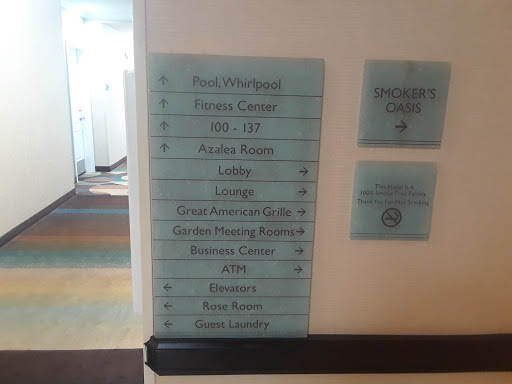 ↑ Pool, Whirlpool
↑ Fitness Center
↑ 100 - 137
↑ Azalea Room
Lobby →
Lounge →
Great American Grille →
Garden Meeting Rooms →
Business Center →
ATM →
← Elevators
← Rose Room
← Guest Laundry
SMOKER'S
OASIS
→
This Hotel Is A
100% Smoke Free Facility
Thank You For Not Smoking